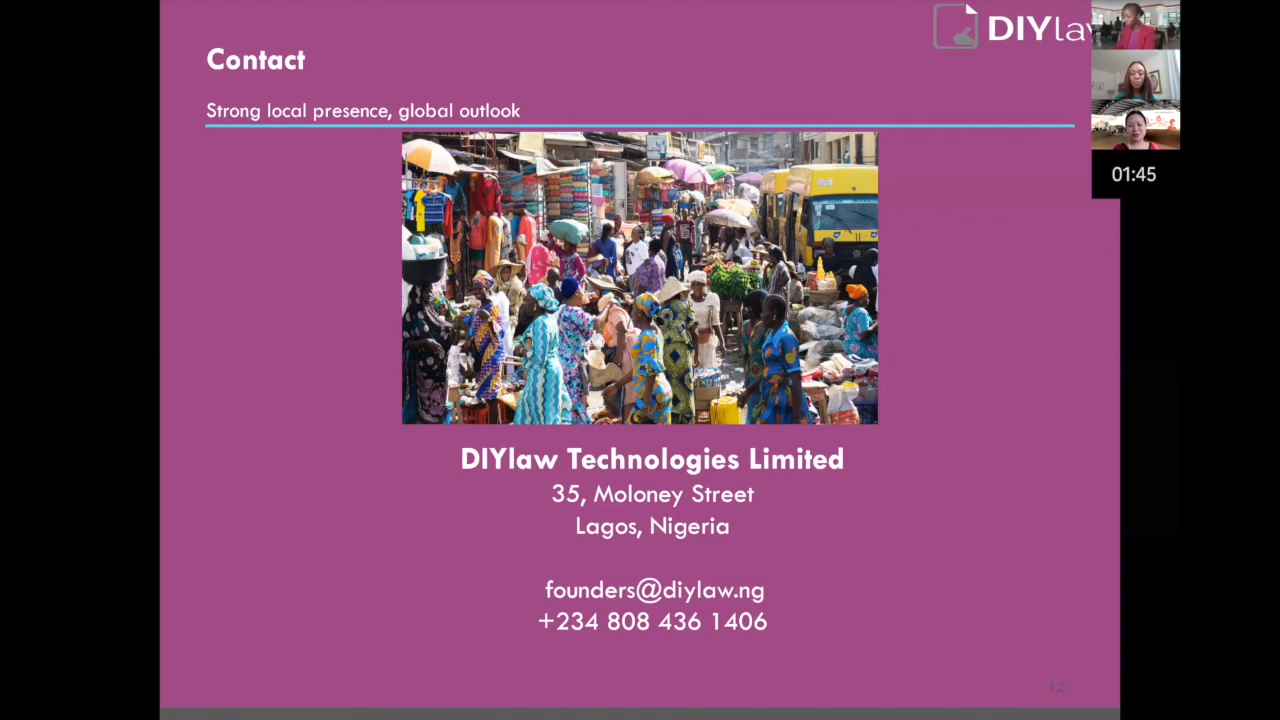 DIYlaw
Contact
Strong local presence, global outlook
DIYlaw Technologies Limited
35, Moloney Street
Lagos, Nigeria
founders@diylaw.ng
+234 808 436 1406
12
01:45